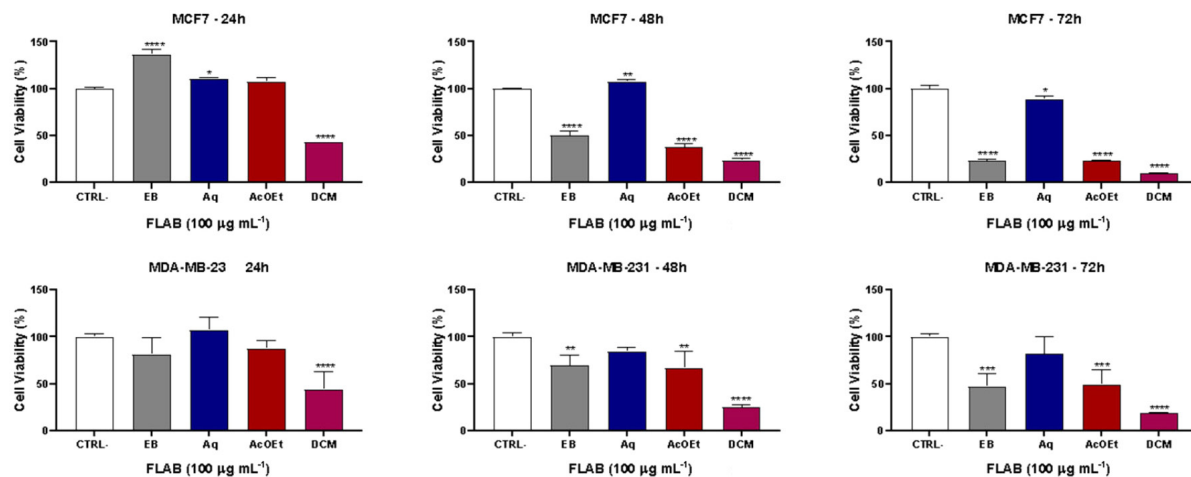 MCF7 - 24h
Cell Viability (%)
150
100
50
0
****
*
****
CTRL- EB Aq AcOEt DCM
FLAB (100 µg mL⁻¹)
MCF7 - 48h
Cell Viability (%)
150
100
50
0
****
**
****
****
CTRL- EB Aq AcOEt DCM
FLAB (100 µg mL⁻¹)
MCF7 - 72h
Cell Viability (%)
150
100
50
0
****
*
****
****
CTRL- EB Aq AcOEt DCM
FLAB (100 µg mL⁻¹)
MDA-MB-23 24h
Cell Viability (%)
150
100
50
0
****
CTRL- EB Aq AcOEt DCM
FLAB (100 µg mL⁻¹)
MDA-MB-231 - 48h
Cell Viability (%)
150
100
50
0
**
**
****
CTRL- EB Aq AcOEt DCM
FLAB (100 µg mL⁻¹)
MDA-MB-231 - 72h
Cell Viability (%)
150
100
50
0
***
***
****
CTRL- EB Aq AcOEt DCM
FLAB (100 µg mL⁻¹)